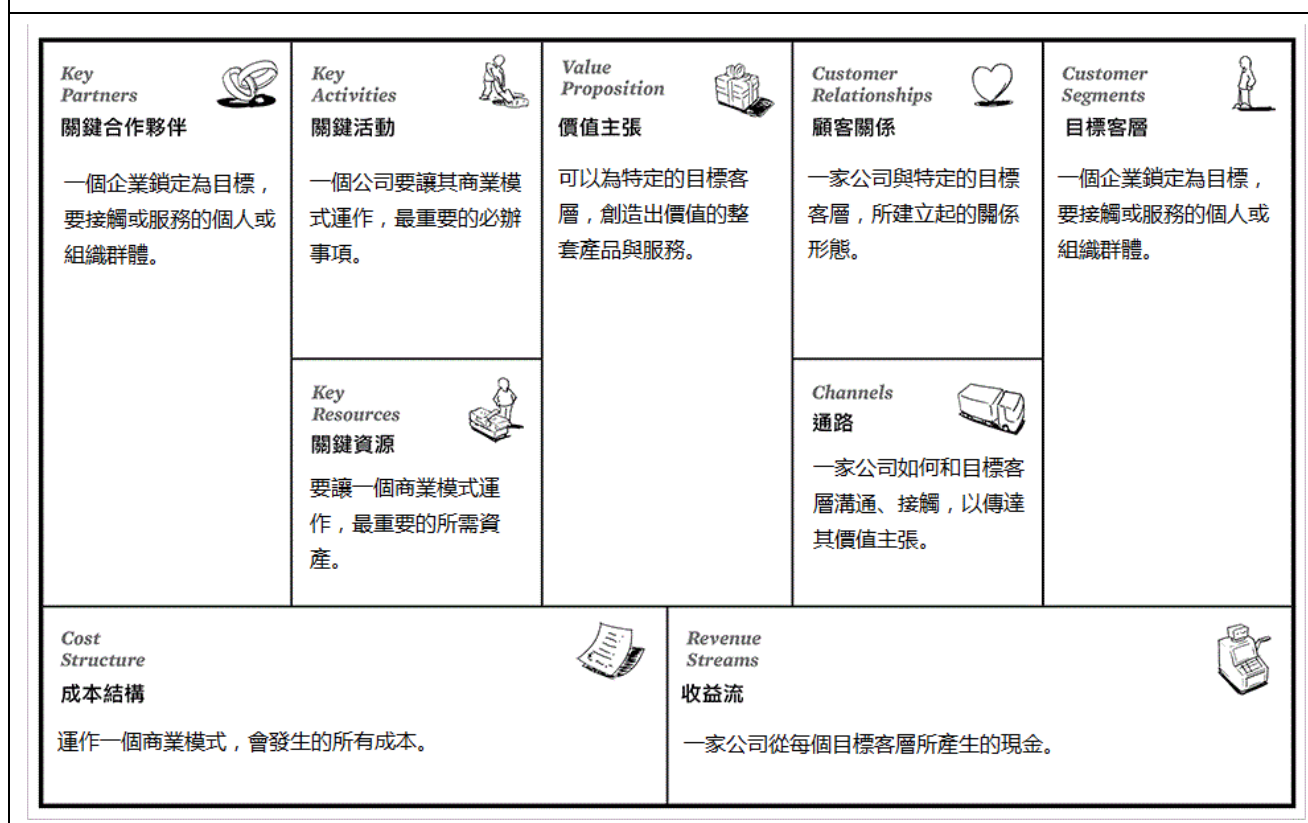 Key
Partners
關鍵合作夥伴
一個企業鎖定為目標，
要接觸或服務的個人或
組織群體。
Key
Activities
關鍵活動
一個公司要讓其商業模
式運作，最重要的必辦
事項。
Key
Resources
關鍵資源
要讓一個商業模式運
作，最重要的所需資
產。
Value
Proposition
價值主張
可以為特定的目標客
層，創造出價值的整
套產品與服務。
Customer
Relationships
顧客關係
一家公司與特定的目標
客層，所建立起的關係
形態。
Channels
通路
一家公司如何和目標客
層溝通、接觸，以傳達
其價值主張。
Customer
Segments
目標客層
一個企業鎖定為目標，
要接觸或服務的個人或
組織群體。
Cost
Structure
成本結構
運作一個商業模式，會發生的所有成本。
Revenue
Streams
收益流
一家公司從每個目標客層所產生的現金。